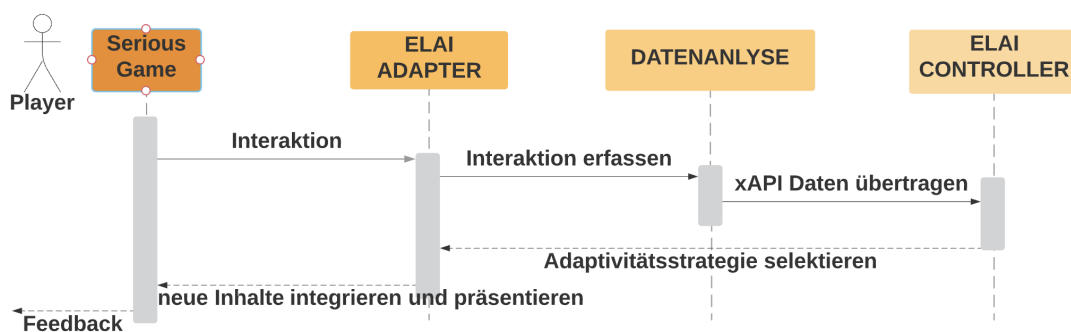 Player
Serious
Game
ELAI
ADAPTER
DATENANALYSE
ELAI
CONTROLLER
Interaktion
Interaktion erfassen
xAPI Daten übertragen
Adaptivitätsstrategie selektieren
neue Inhalte integrieren und präsentieren
Feedback